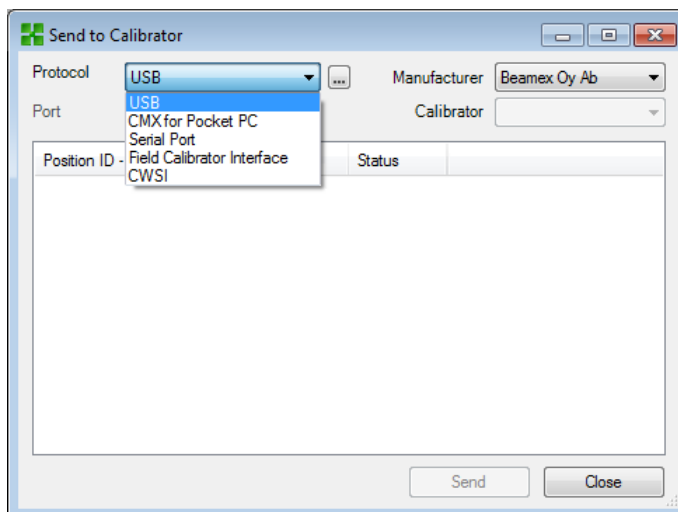 Send to Calibrator
Protocol USB ... Manufacturer Beamex Oy Ab
USB
Port CMX for Pocket PC Calibrator
Serial Port
Position ID - Field Calibrator Interface Status
CWSI
Send Close